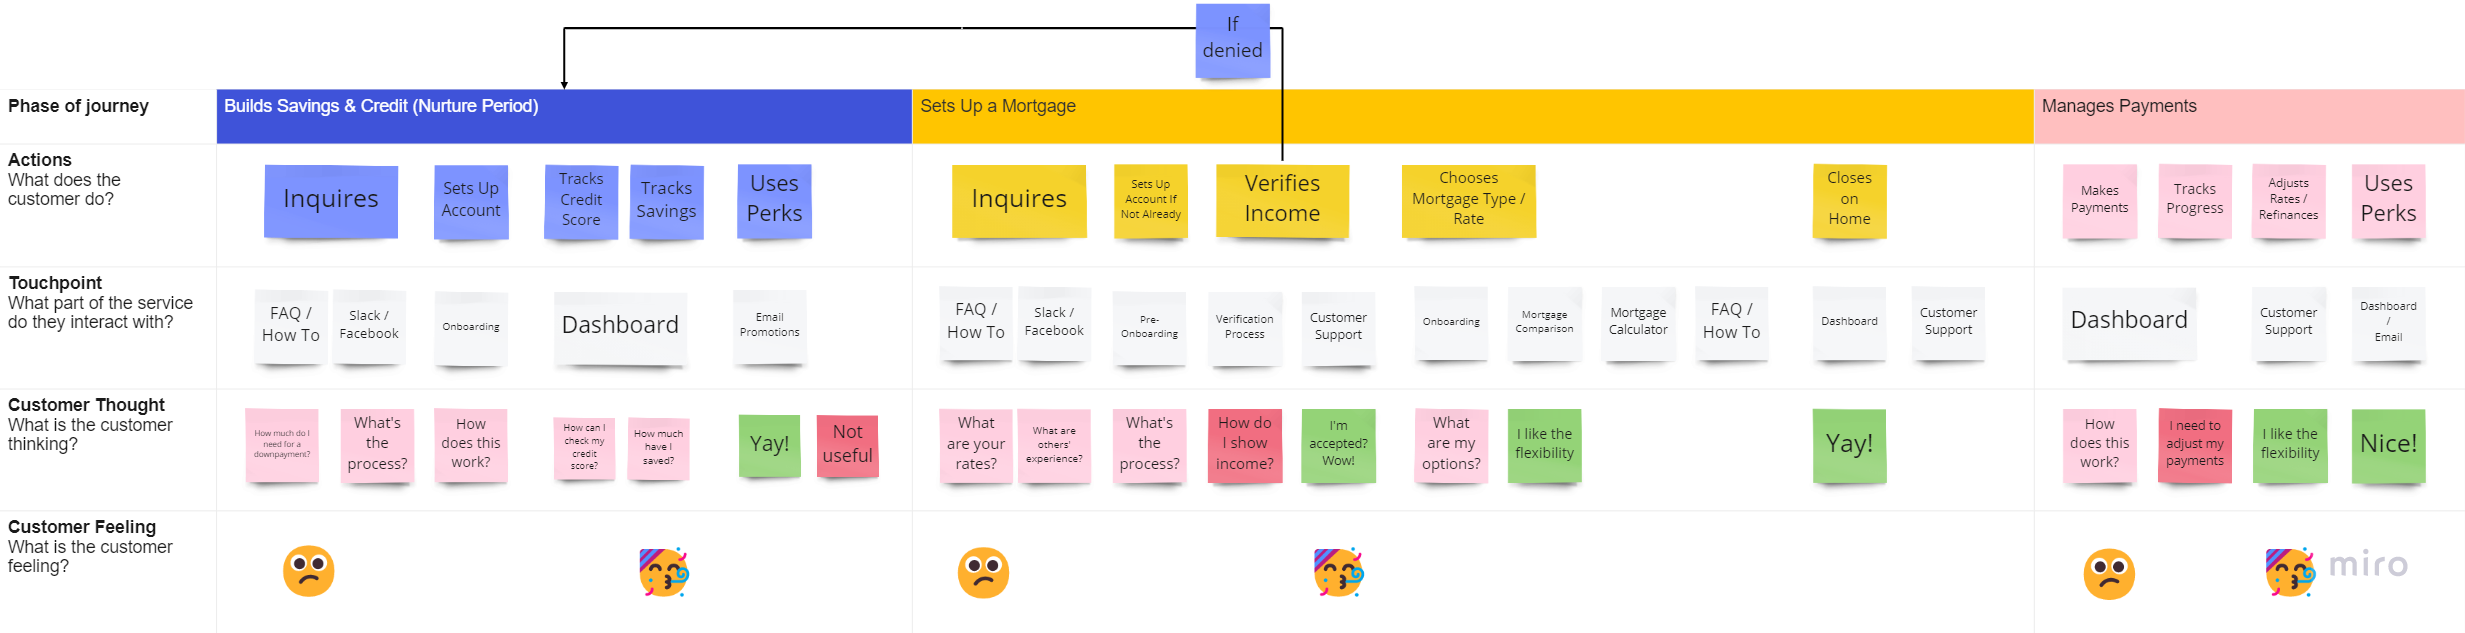 If
denied
Phase of journey
Builds Savings & Credit (Nurture Period)
Sets Up a Mortgage
Manages Payments
Actions
What does the
customer do?
Inquires
Sets Up
Account
Tracks
Credit
Score
Tracks
Savings
Uses
Perks
Inquires
Sets Up
Account If
Not Already
Verifies
Income
Chooses
Mortgage Type /
Rate
Closes
on
Home
Makes
Payments
Tracks
Progress
Adjusts
Rates /
Refinances
Uses
Perks
Touchpoint
What part of the service
do they interact with?
FAQ /
How To
Slack /
Facebook
Onboarding
Dashboard
Email
Promotions
FAQ /
How To
Slack /
Facebook
Pre-
Onboarding
Verification
Process
Customer
Support
Onboarding
Mortgage
Comparison
Mortgage
Calculator
FAQ /
How To
Dashboard
Customer
Support
Dashboard
Customer
Support
Dashboard
/
Email
Customer Thought
What is the customer
thinking?
How much do I
need for a
downpayment?
What's
the
process?
How
does this
work?
How can I
check my
credit
score?
How much
have I
saved?
Yay!
Not
useful
What
are your
rates?
What are
others'
experience?
What's
the
process?
How do
I show
income?
I'm
accepted?
Wow!
What
are my
options?
I like the
flexibility
Yay!
How
does this
work?
I need to
adjust my
payments
I like the
flexibility
Nice!
Customer Feeling
What is the customer
feeling?
miro